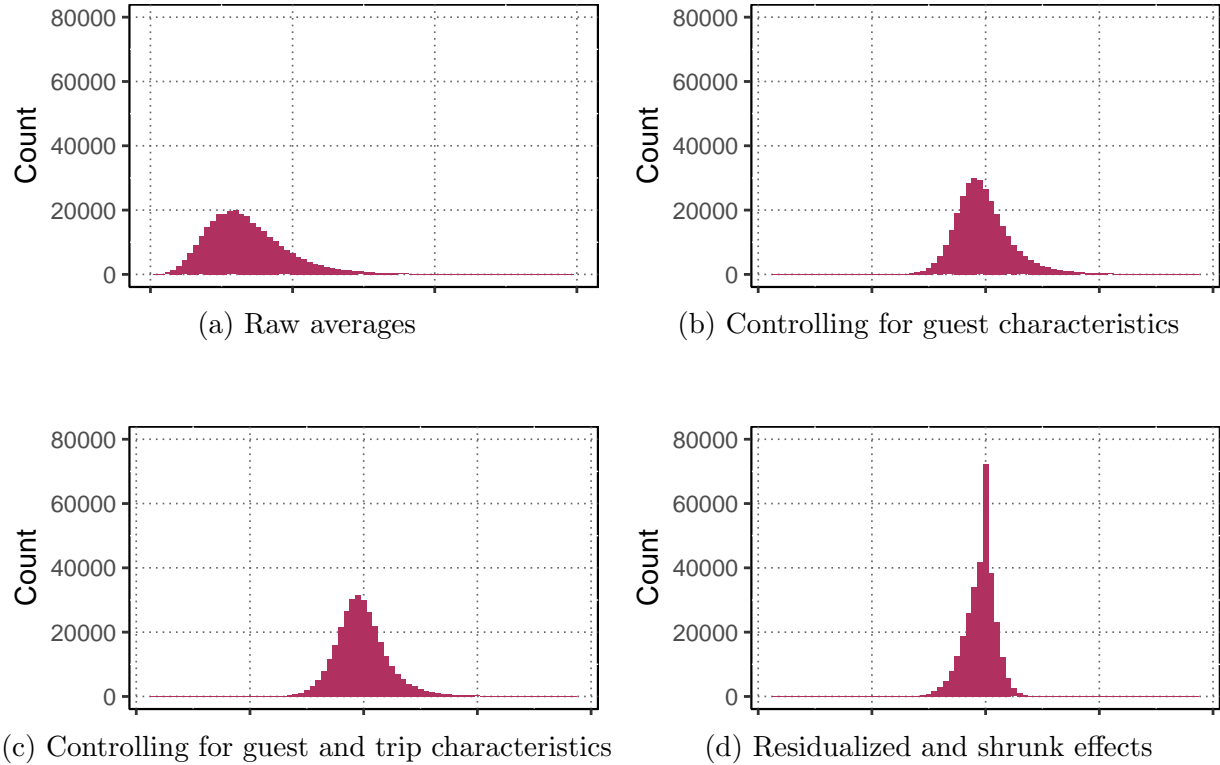 80000
60000
40000
20000
0
Count
(a) Raw averages
80000
60000
40000
20000
0
Count
(b) Controlling for guest characteristics
80000
60000
40000
20000
0
Count
(c) Controlling for guest and trip characteristics
80000
60000
40000
20000
0
Count
(d) Residualized and shrunk effects